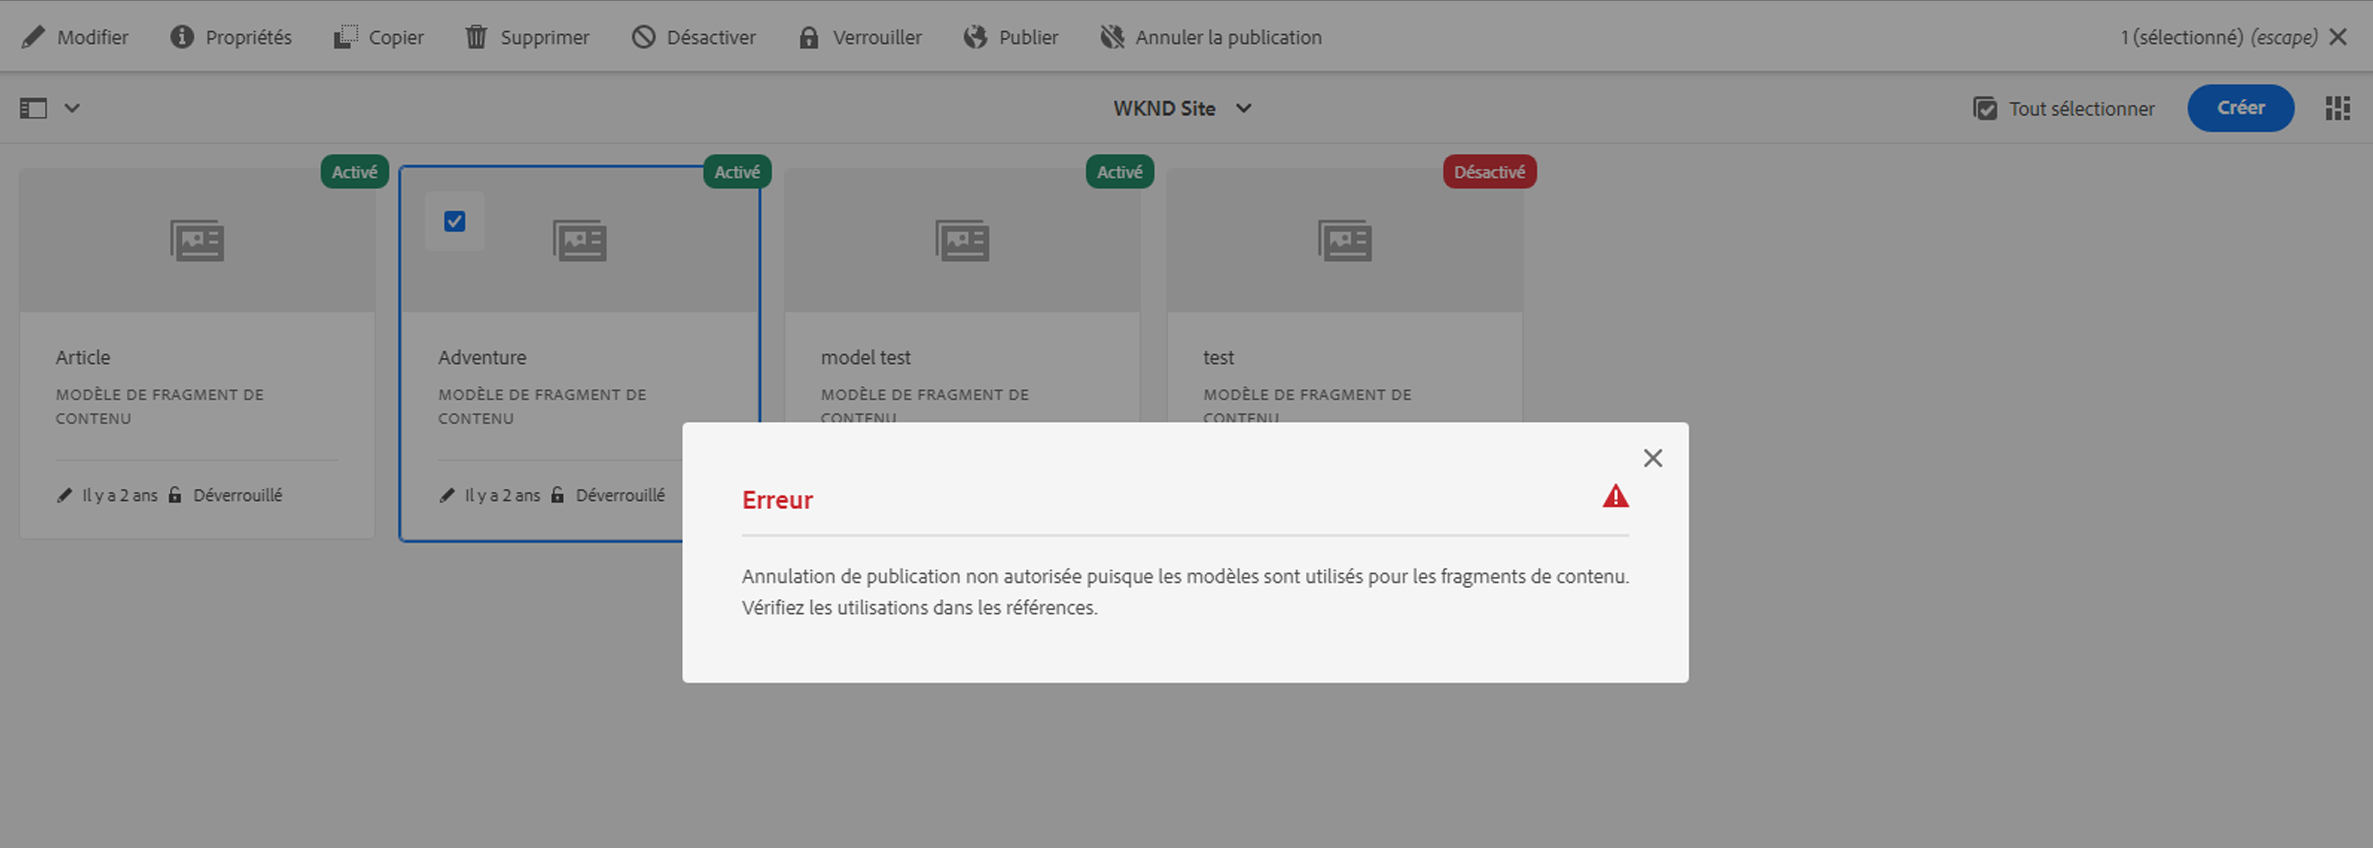 Modifier Propriétés Copier Supprimer Désactiver Verrouiller Publier Annuler la publication 1 (sélectionné) (escape)
WKND Site Tout sélectionner Créer
Activé Activé Activé Désactivé
Article Adventure model test test
MODÈLE DE FRAGMENT DE MODÈLE DE FRAGMENT DE MODÈLE DE FRAGMENT DE MODÈLE DE FRAGMENT DE
CONTENU CONTENU CONTENU CONTENU
Il y a 2 ans Déverrouillé Il y a 2 ans Déverrouillé
Erreur
Annulation de publication non autorisée puisque les modèles sont utilisés pour les fragments de contenu.
Vérifiez les utilisations dans les références.